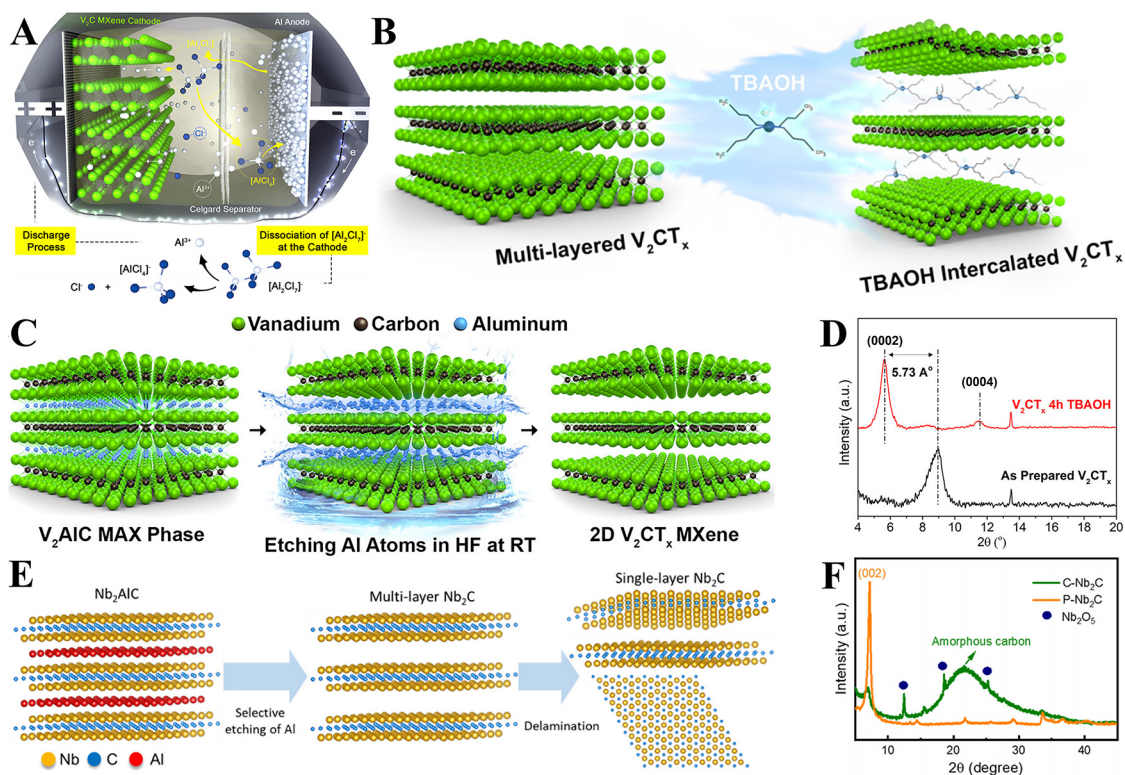 A
V₂C MXene Cathode
Al Anode
[AlCl₄]⁻
Cl⁻
Al³⁺
[AlCl₄]⁻
e⁻
e⁻
Celgard Separator
Discharge
Process
Dissociation of [Al₂Cl₇]⁻
at the Cathode
Al³⁺
[AlCl₄]⁻
Cl⁻
+
[Al₂Cl₇]⁻
B
TBAOH
H₃C
CH₃
H₃C
CH₃
Multi-layered V₂CTₓ
TBAOH Intercalated V₂CTₓ
C
Vanadium Carbon Aluminum
V₂AlC MAX Phase
Etching Al Atoms in HF at RT
2D V₂CTₓ MXene
D
(0002)
5.73 A°
(0004)
V₂CTₓ 4h TBAOH
As Prepared V₂CTₓ
Intensity (a.u.)
4 6 8 10 12 14 16 18 20
2θ (°)
E
Nb₂AlC
Multi-layer Nb₂C
Single-layer Nb₂C
Selective
etching of Al
Delamination
Nb C Al
F
(002)
C-Nb₂C
P-Nb₂C
Nb₂O₅
Amorphous carbon
Intensity (a.u.)
10 20 30 40
2θ (degree)